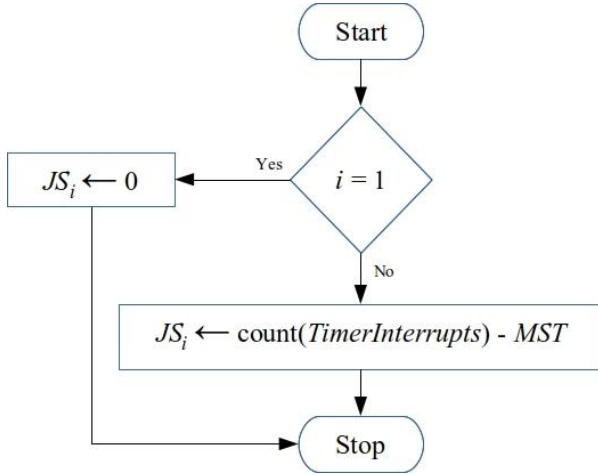 Start
i = 1
Yes
JSᵢ ← 0
No
JSᵢ ← count(TimerInterrupts) - MST
Stop